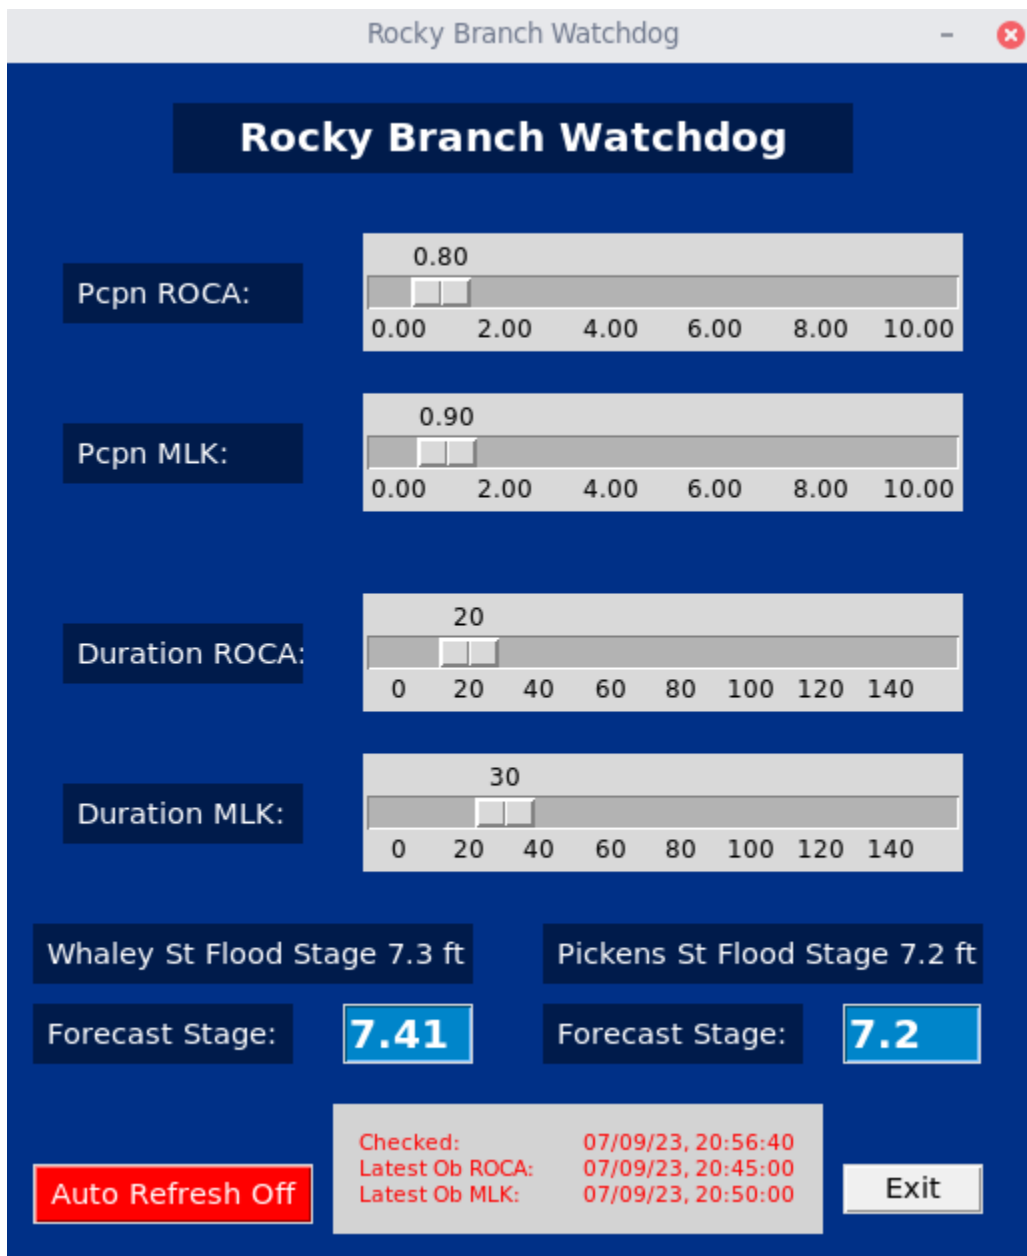 Rocky Branch Watchdog
Rocky Branch Watchdog
Pcpn ROCA:
0.80
0.00 2.00 4.00 6.00 8.00 10.00
Pcpn MLK:
0.90
0.00 2.00 4.00 6.00 8.00 10.00
Duration ROCA:
20
0 20 40 60 80 100 120 140
Duration MLK:
30
0 20 40 60 80 100 120 140
Whaley St Flood Stage 7.3 ft
Pickens St Flood Stage 7.2 ft
Forecast Stage: 7.41
Forecast Stage: 7.2
Auto Refresh Off
Checked: 07/09/23, 20:56:40
Latest Ob ROCA: 07/09/23, 20:45:00
Latest Ob MLK: 07/09/23, 20:50:00
Exit